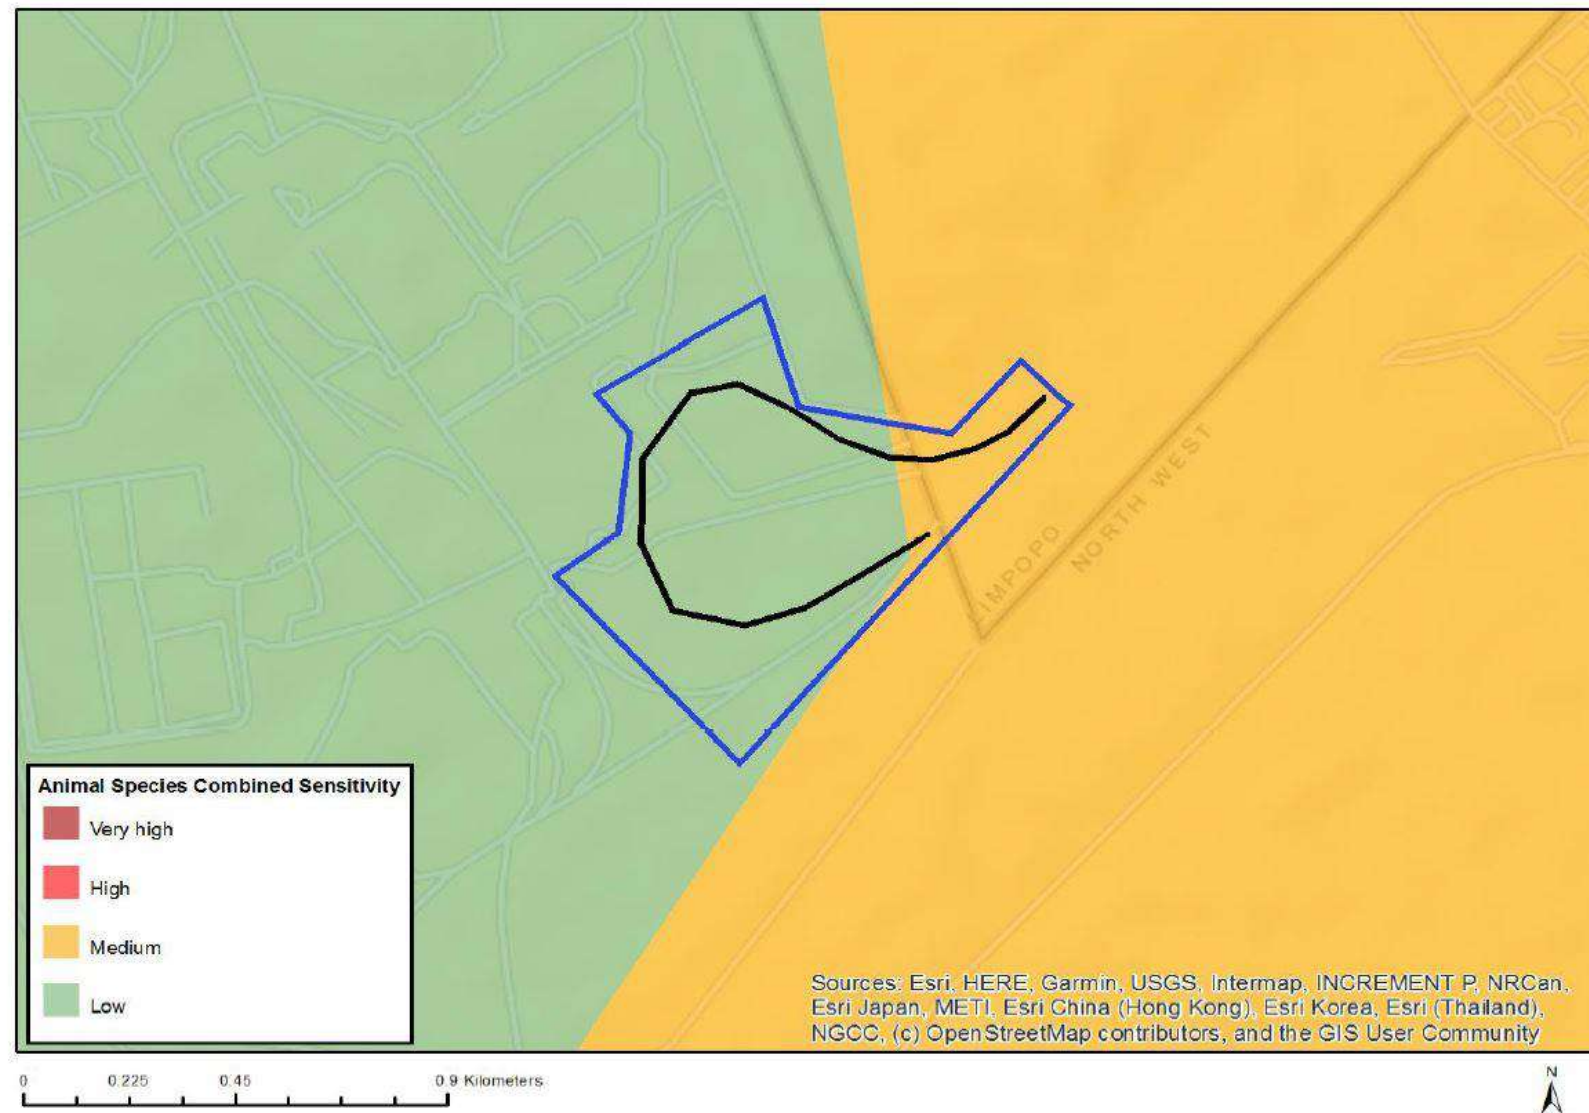 IMPOPO
NORTH WEST
Animal Species Combined Sensitivity
Very high
High
Medium
Low
Sources: Esri, HERE, Garmin, USGS, Intermap, INCREMENT P, NRCan,
Esri Japan, METI, Esri China (Hong Kong), Esri Korea, Esri (Thailand),
NGCC, (c) OpenStreetMap contributors, and the GIS User Community
0 0.225 0.45 0.9 Kilometers
N